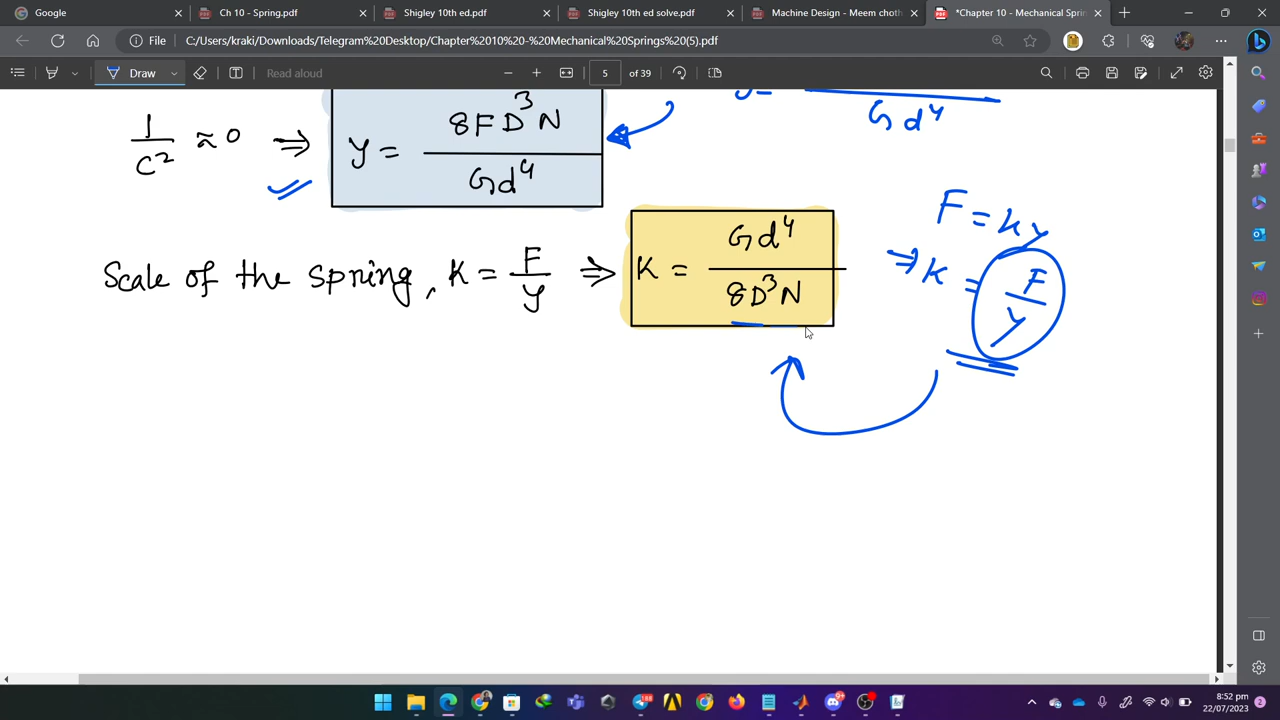 Google
Ch 10 - Spring.pdf
Shigley 10th ed.pdf
Shigley 10th ed solve.pdf
Machine Design - Meem choth
*Chapter 10 - Mechanical Sprin
File
C:/Users/kraki/Downloads/Telegram%20Desktop/Chapter%2010%20-%20Mechanical%20Springs%20(5).pdf
Draw
Read aloud
5 of 39
1/C² ≈ 0 ⇒ y = 8FD³N / Gd⁴
y = Gd⁴
Scale of the spring, K = F/y ⇒ K = Gd⁴ / 8D³N
F = ky
⇒ k = F/y
188
8:52 pm
22/07/2023
2